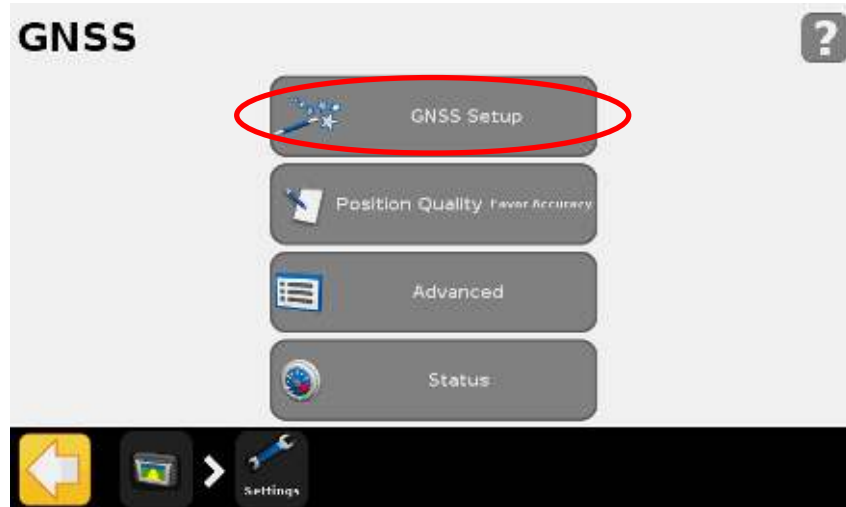 GNSS
?
GNSS Setup
Position Quality Favor Accuracy
Advanced
Status
Settings